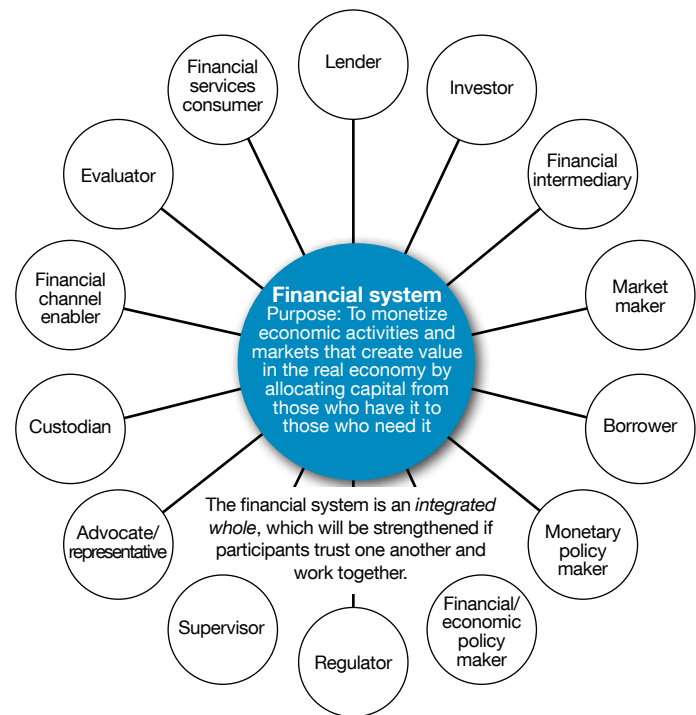 Lender
Investor
Financial
intermediary
Market
maker
Borrower
Monetary
policy
maker
Financial/
economic
policy
maker
Regulator
Supervisor
Advocate/
representative
Custodian
Financial
channel
enabler
Evaluator
Financial
services
consumer
Financial system
Purpose: To monetize
economic activities and
markets that create value
in the real economy by
allocating capital from
those who have it to
those who need it
The financial system is an integrated
whole, which will be strengthened if
participants trust one another and
work together.